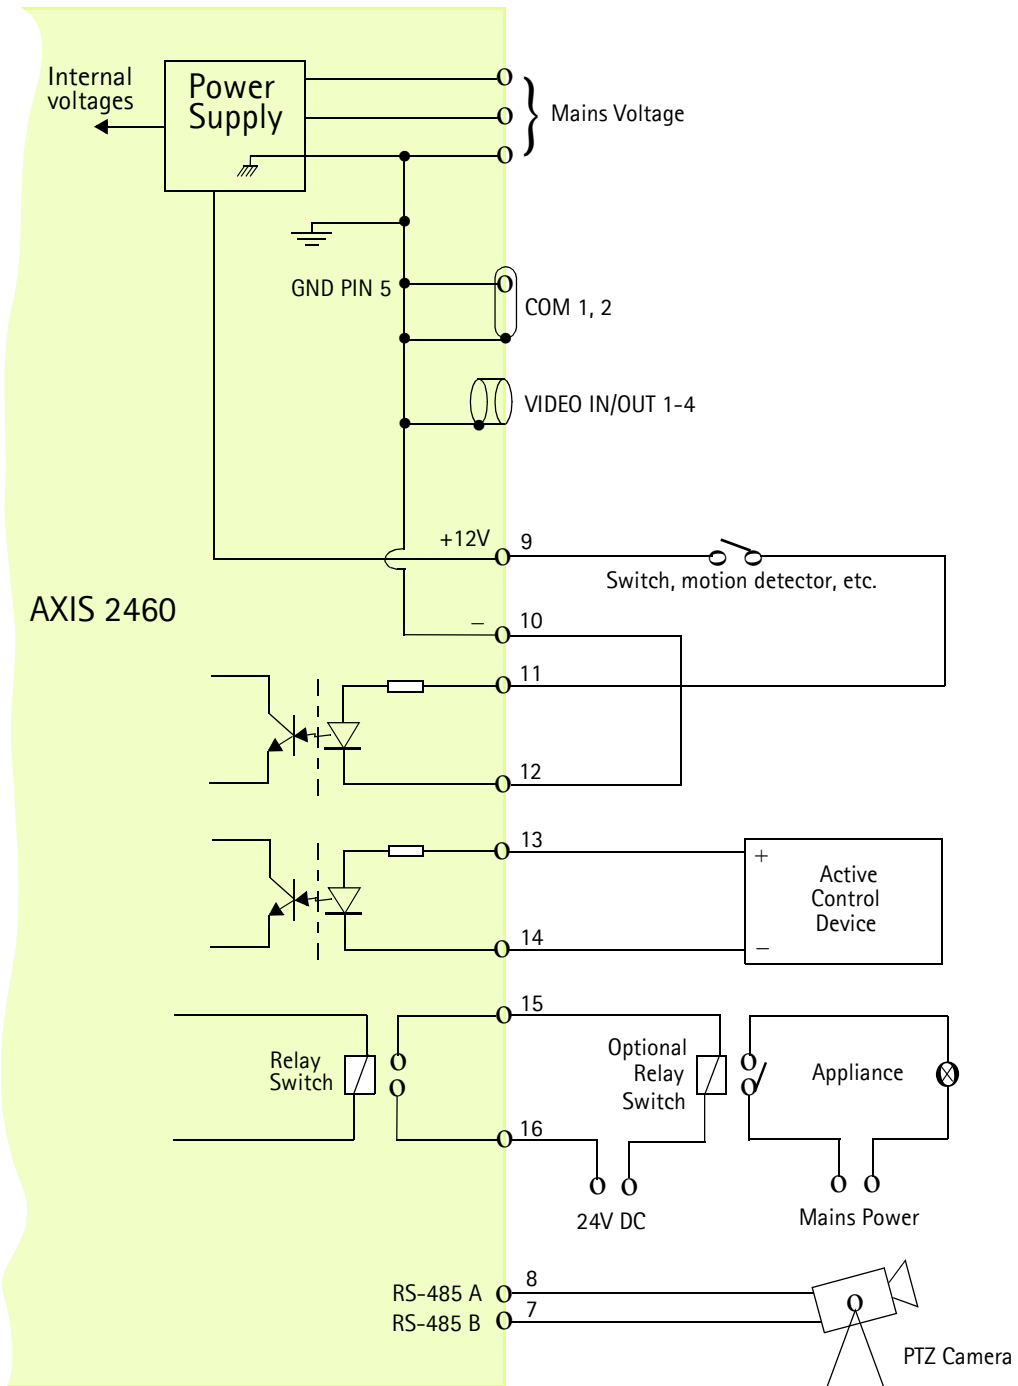 Internal
voltages
Power
Supply
Mains Voltage
GND PIN 5
COM 1, 2
VIDEO IN/OUT 1-4
+12V
9
Switch, motion detector, etc.
AXIS 2460
–
10
11
12
13
+
Active
Control
Device
14
–
15
Relay
Switch
Optional
Relay
Switch
Appliance
16
24V DC
Mains Power
RS-485 A
8
RS-485 B
7
PTZ Camera